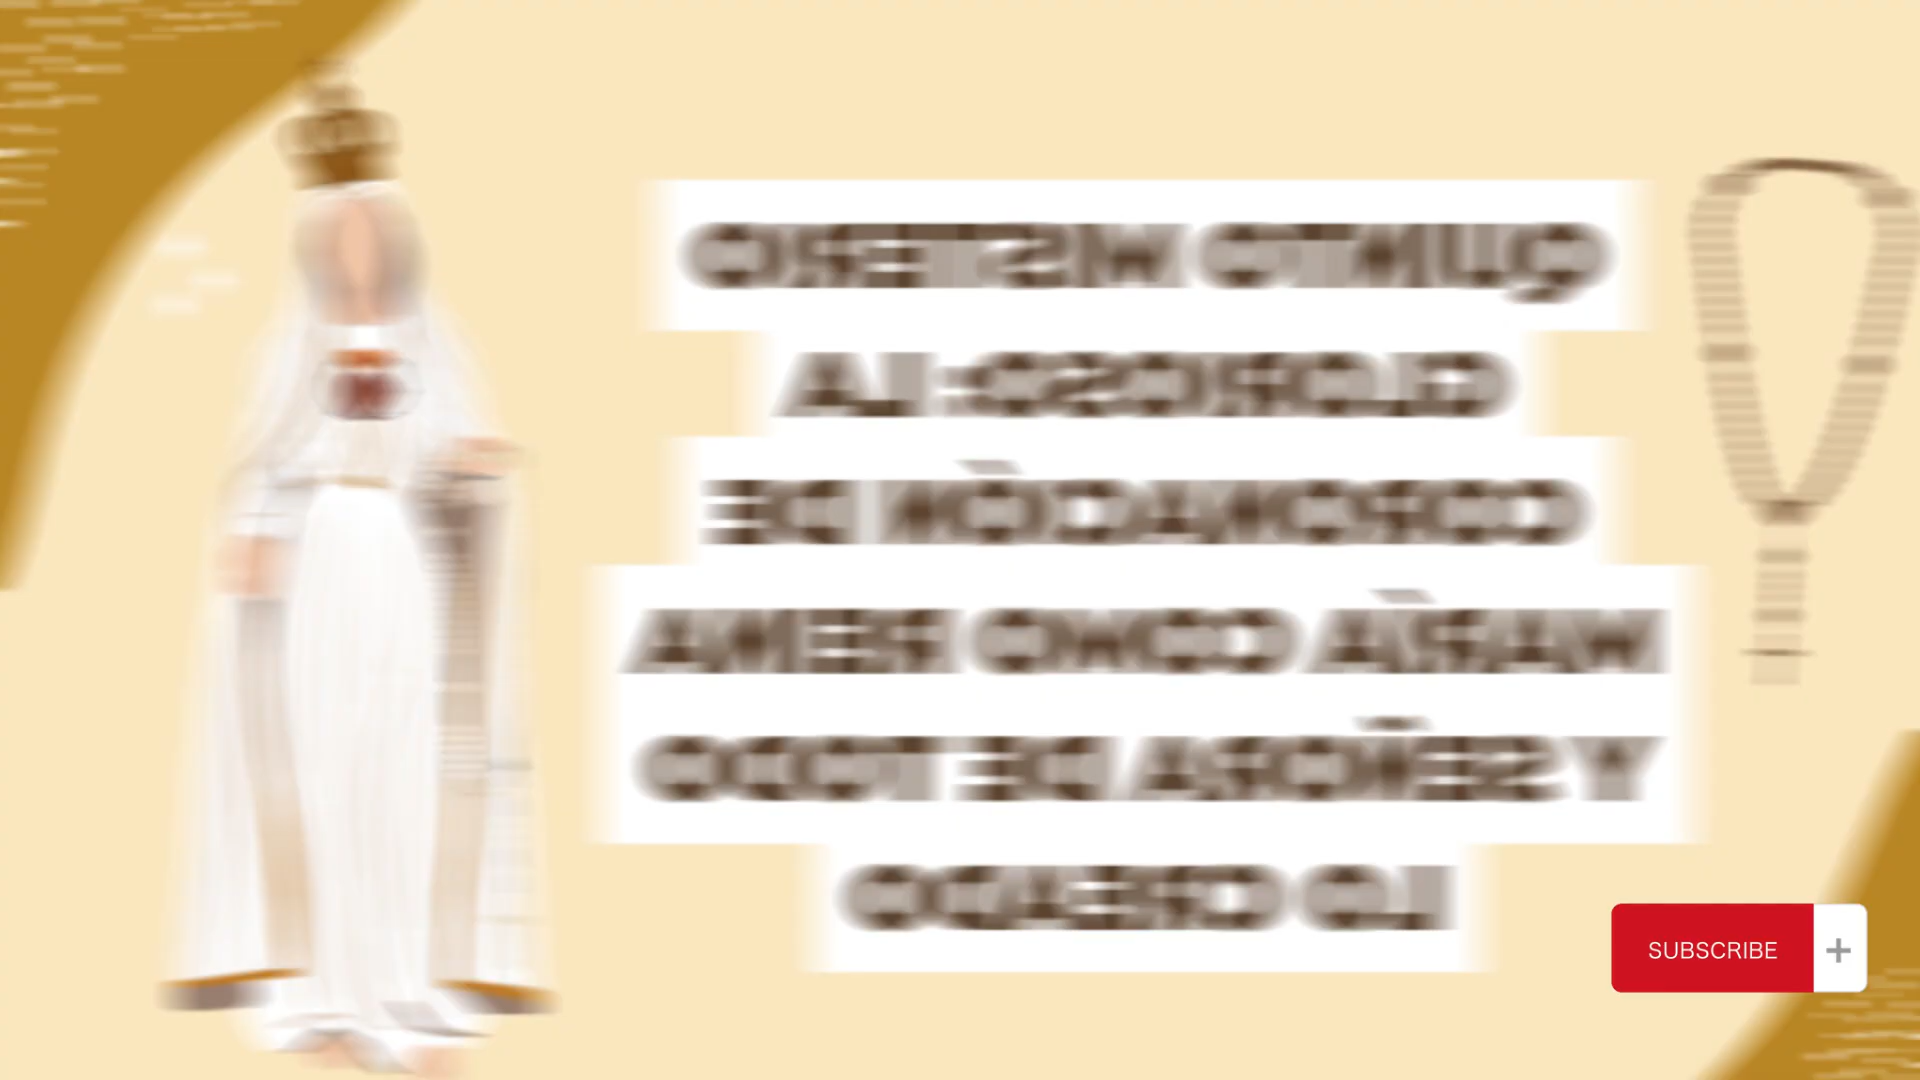 QUINTO MISTERIO
GLORIOSO: LA
CORONACIÓN DE
MARÍA COMO REINA
Y SEÑORA DE TODO
LO CREADO
SUBSCRIBE +